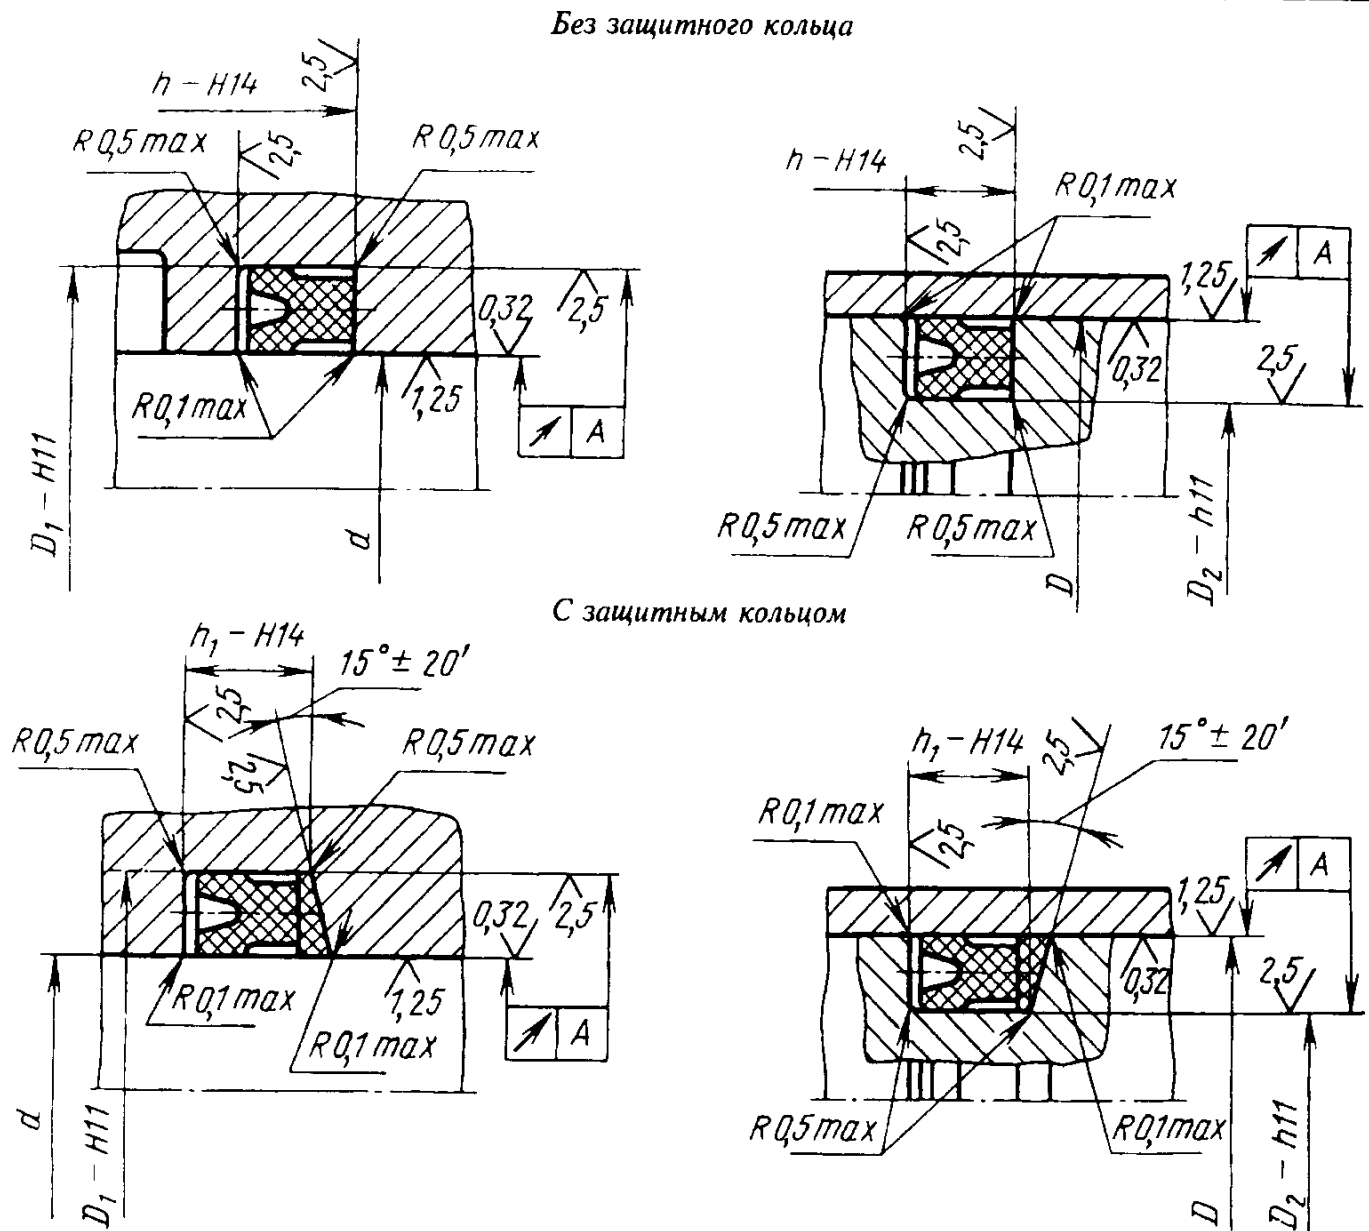 Без защитного кольца
h – H14
2,5
R 0,5 max
2,5
R 0,5 max
0,32
2,5
R 0,1 max
1,25
A
D₁ – H11
d
h – H14
2,5
R 0,1 max
2,5
A
1,25
0,32
2,5
R 0,5 max
R 0,5 max
D
D₂ – h11
С защитным кольцом
h₁ – H14
15° ± 20'
2,5
R 0,5 max
2,5
R 0,5 max
0,32
2,5
R 0,1 max
1,25
R 0,1 max
A
d
D₁ – H11
h₁ – H14
2,5
15° ± 20'
R 0,1 max
2,5
A
1,25
0,32
2,5
R 0,5 max
R 0,1 max
D
D₂ – h11